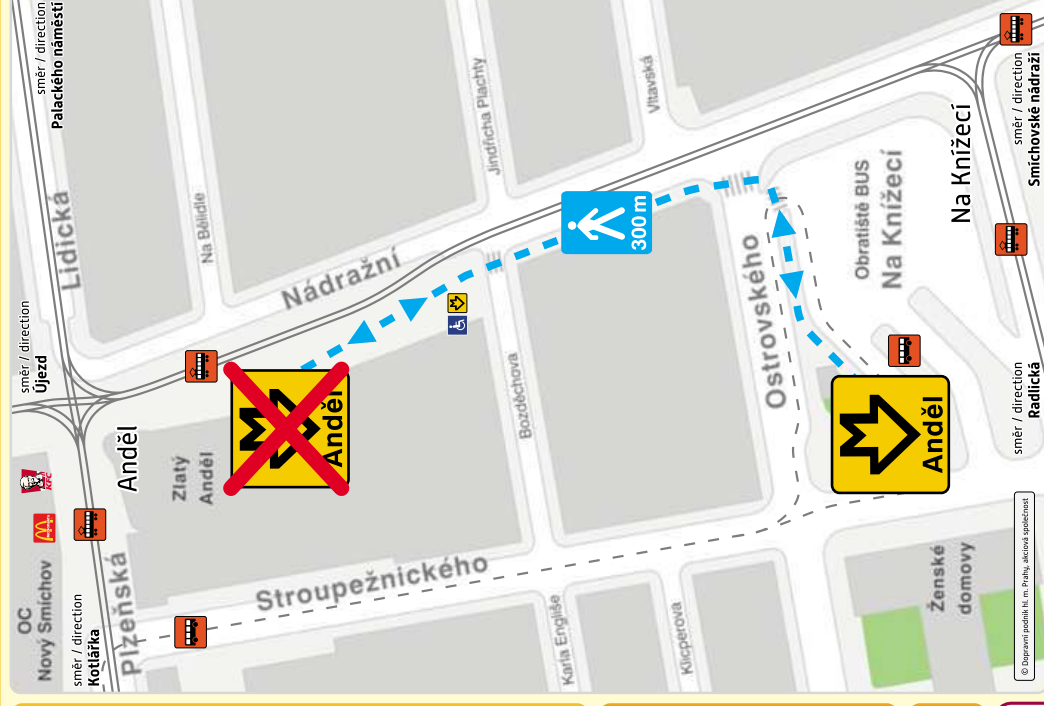 směr / direction
Palackého náměstí
Lidická
Na Bělidle
Jindřicha Plachty
Vltavská
směr / direction
Újezd
Nádražní
300 m
Obratiště BUS
Na Knížecí
Na Knížecí
směr / direction
Smíchovské nádraží
KFC
Anděl
Zlatý
Anděl
M
Anděl
Bozděchova
Ostrovského
M
Anděl
směr / direction
Radlická
OC
Nový Smíchov
směr / direction
Kotlářka
Plzeňská
Stroupežnického
Karla Engliše
Klicperova
Ženské
domovy
© Dopravní podnik hl. m. Prahy, akciová společnost